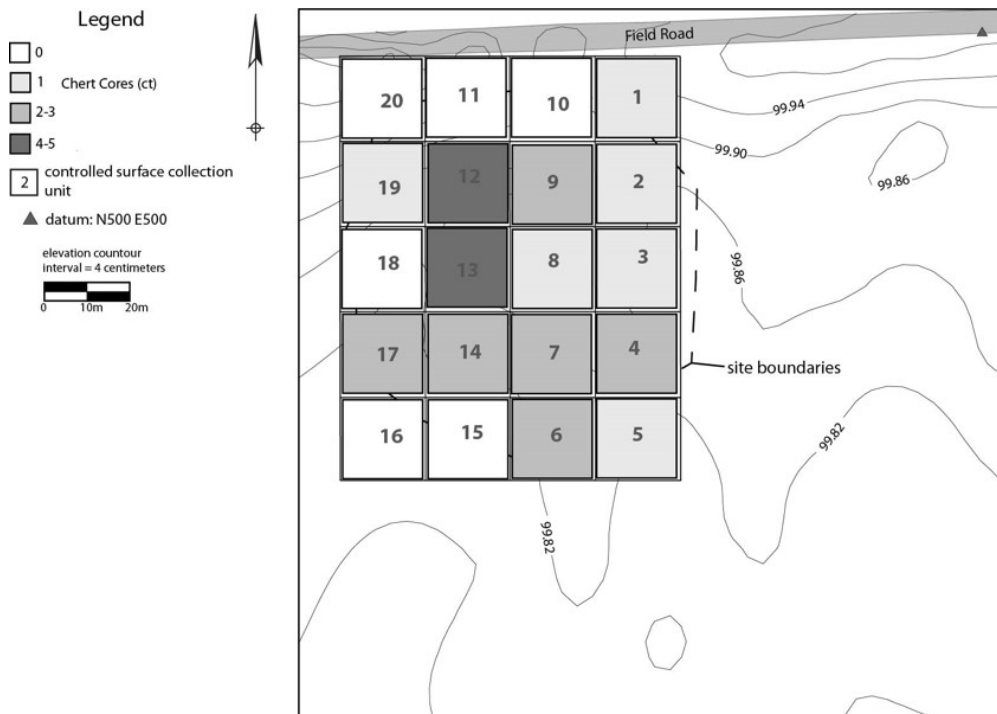 Legend
0
1 Chert Cores (ct)
2-3
4-5
2 controlled surface collection
unit
datum: N500 E500
elevation countour
interval = 4 centimeters
0 10m 20m
Field Road
20 11 10 1
99.94
99.90
99.86
19 12 9 2
18 13 8 3
99.86
17 14 7 4
site boundaries
16 15 6 5
99.82
99.82